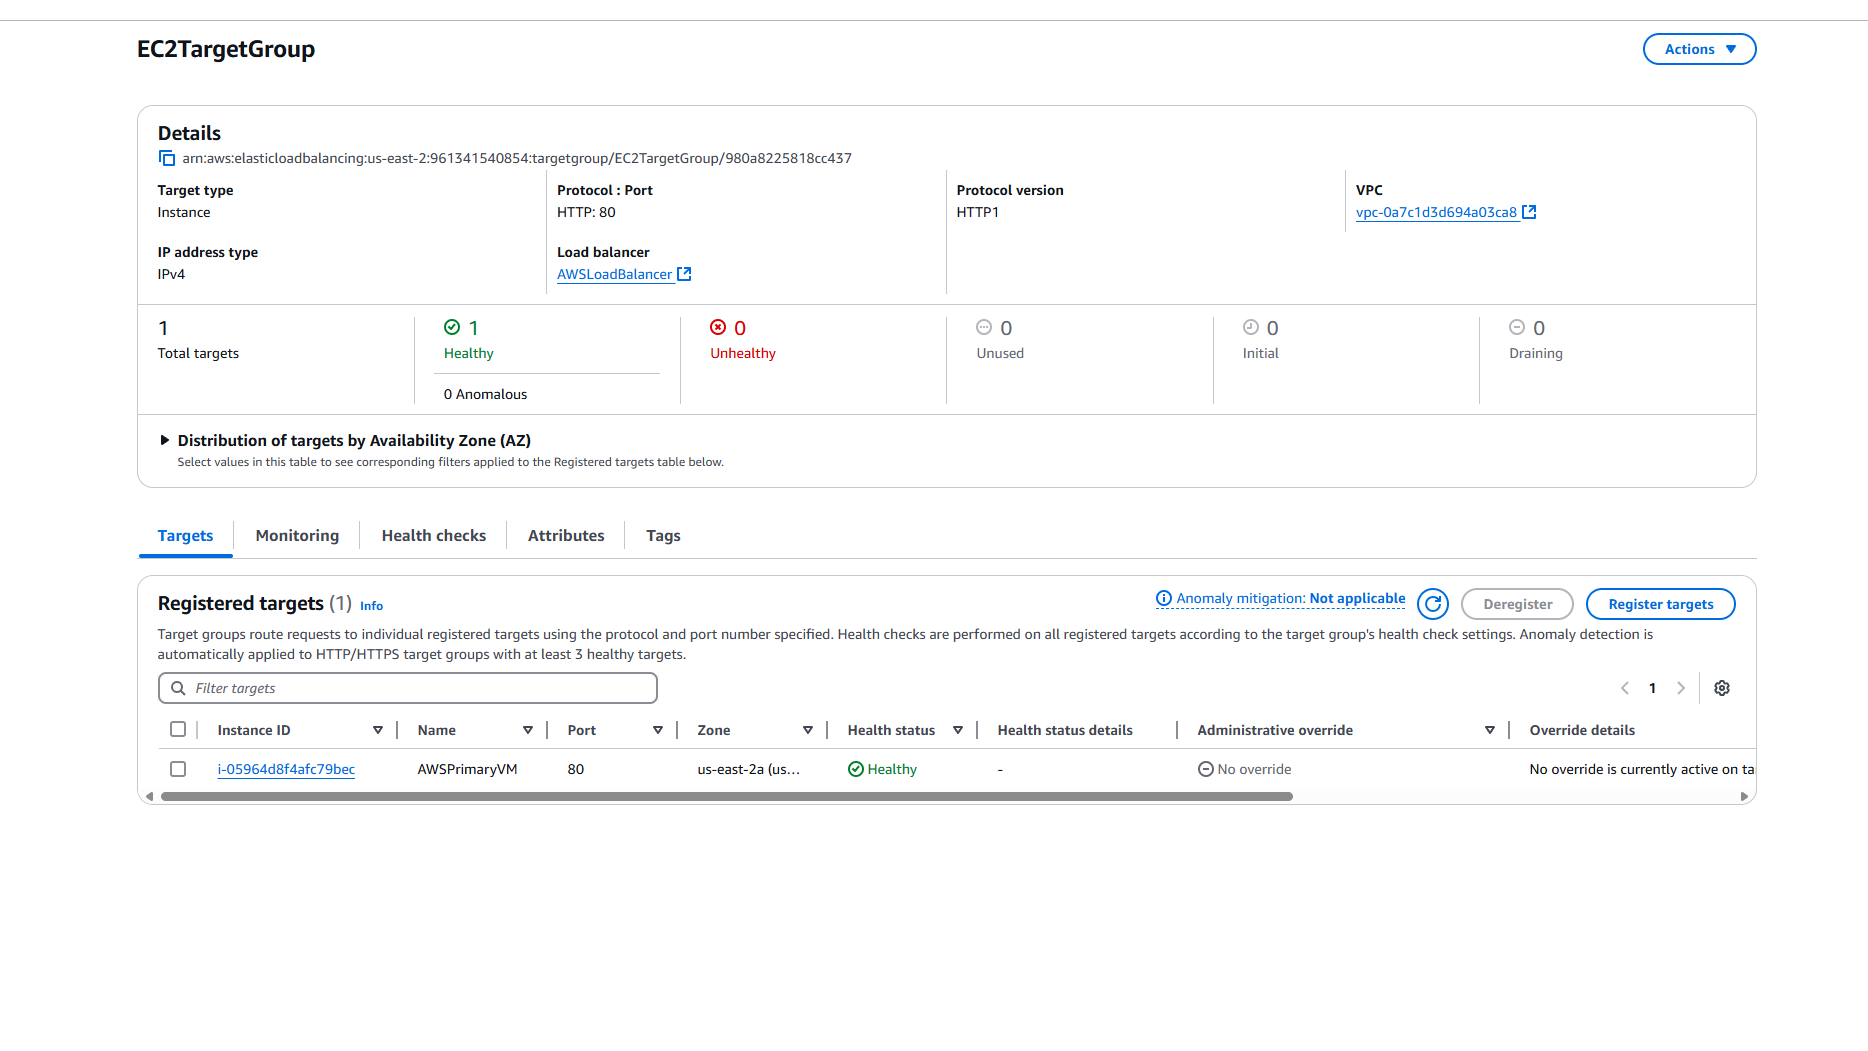 EC2TargetGroup
Actions
Details
arn:aws:elasticloadbalancing:us-east-2:961341540854:targetgroup/EC2TargetGroup/980a8225818cc437
Target type
Instance
Protocol : Port
HTTP: 80
Protocol version
HTTP1
VPC
vpc-0a7c1d3d694a03ca8
IP address type
IPv4
Load balancer
AWSLoadBalancer
1
Total targets
1
Healthy
0 Anomalous
0
Unhealthy
0
Unused
0
Initial
0
Draining
Distribution of targets by Availability Zone (AZ)
Select values in this table to see corresponding filters applied to the Registered targets table below.
Targets Monitoring Health checks Attributes Tags
Registered targets (1) Info
Anomaly mitigation: Not applicable
Deregister
Register targets
Target groups route requests to individual registered targets using the protocol and port number specified. Health checks are performed on all registered targets according to the target group's health check settings. Anomaly detection is
automatically applied to HTTP/HTTPS target groups with at least 3 healthy targets.
Filter targets
1
Instance ID Name Port Zone Health status Health status details Administrative override Override details
i-05964d8f4afc79bec AWSPrimaryVM 80 us-east-2a (us... Healthy - No override No override is currently active on ta